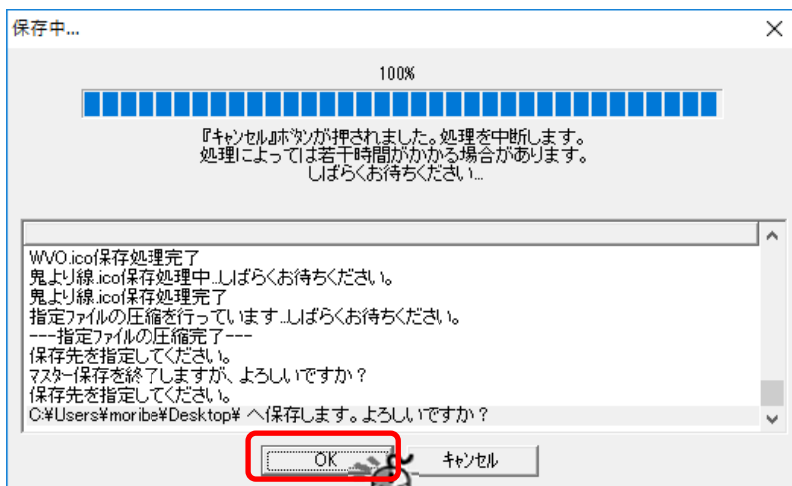 保存中...
100%
『ｷｬﾝｾﾙ』ﾎﾞﾀﾝが押されました。処理を中断します。
処理によっては若干時間がかかる場合があります。
しばらくお待ちください...
WVO.ico保存処理完了
鬼より線.ico保存処理中...しばらくお待ちください。
鬼より線.ico保存処理完了
指定ﾌｧｲﾙの圧縮を行っています...しばらくお待ちください。
---指定ﾌｧｲﾙの圧縮完了---
保存先を指定してください。
ﾏｽﾀｰ保存を終了しますが、よろしいですか？
保存先を指定してください。
C:¥Users¥moribe¥Desktop¥ へ保存します。よろしいですか？
OK
ｷｬﾝｾﾙ